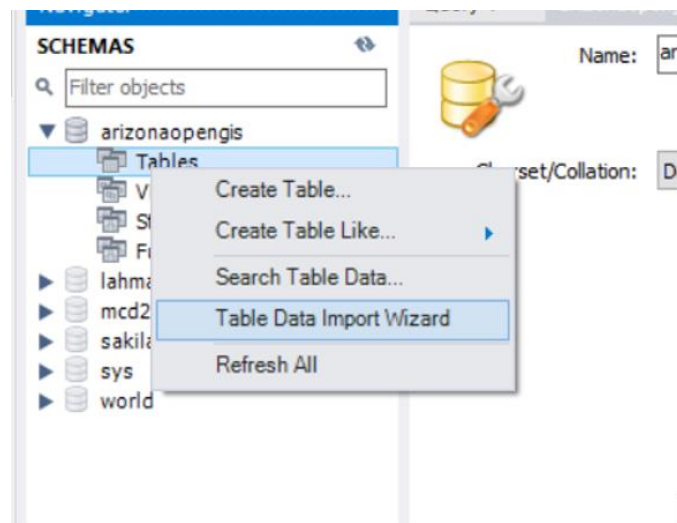 SCHEMAS
Name:
Filter objects
arizonaopengis
Tables
Create Table...
set/Collation:
Create Table Like...
Search Table Data...
Table Data Import Wizard
Refresh All
sys
world